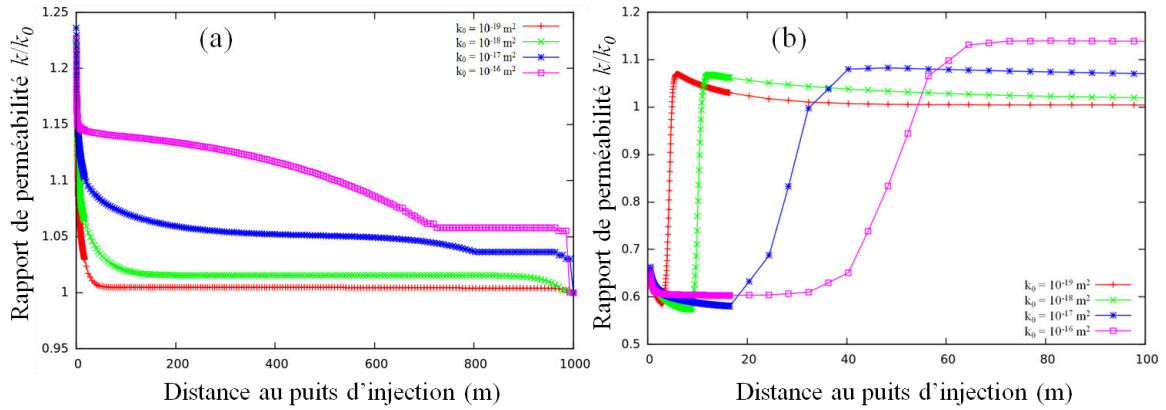 (a)
Rapport de perméabilité k/k₀
1.25
1.2
1.15
1.1
1.05
1
0.95
k₀ = 10⁻¹⁹ m²
k₀ = 10⁻¹⁸ m²
k₀ = 10⁻¹⁷ m²
k₀ = 10⁻¹⁶ m²
0
200
400
600
800
1000
Distance au puits d’injection (m)
(b)
Rapport de perméabilité k/k₀
1.2
1.1
1
0.9
0.8
0.7
0.6
0.5
k₀ = 10⁻¹⁹ m²
k₀ = 10⁻¹⁸ m²
k₀ = 10⁻¹⁷ m²
k₀ = 10⁻¹⁶ m²
0
20
40
60
80
100
Distance au puits d’injection (m)